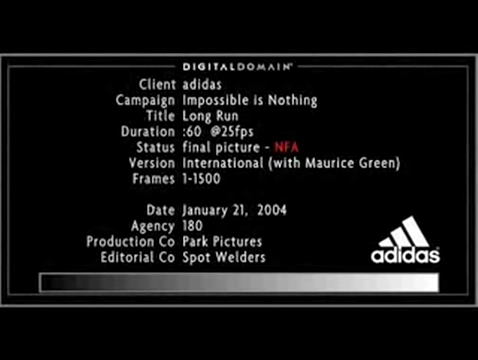 DIGITALDOMAIN
Client adidas
Campaign Impossible is Nothing
Title Long Run
Duration :60 @25fps
Status final picture - NFA
Version International (with Maurice Green)
Frames 1-1500
Date January 21, 2004
Agency 180
Production Co Park Pictures
Editorial Co Spot Welders
adidas